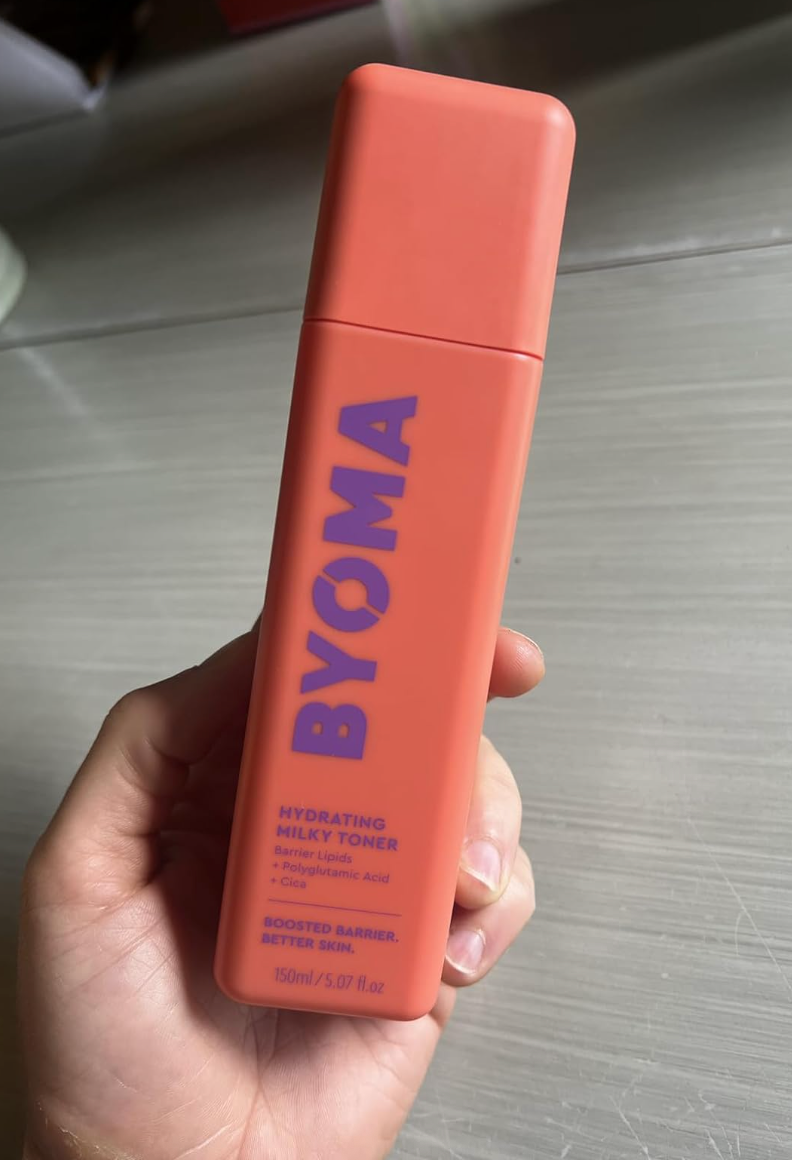 BYOMA
HYDRATING
MILKY TONER
Barrier Lipids
+ Polyglutamic Acid
+ Cica
BOOSTED BARRIER.
BETTER SKIN.
150ml / 5.07 fl.oz